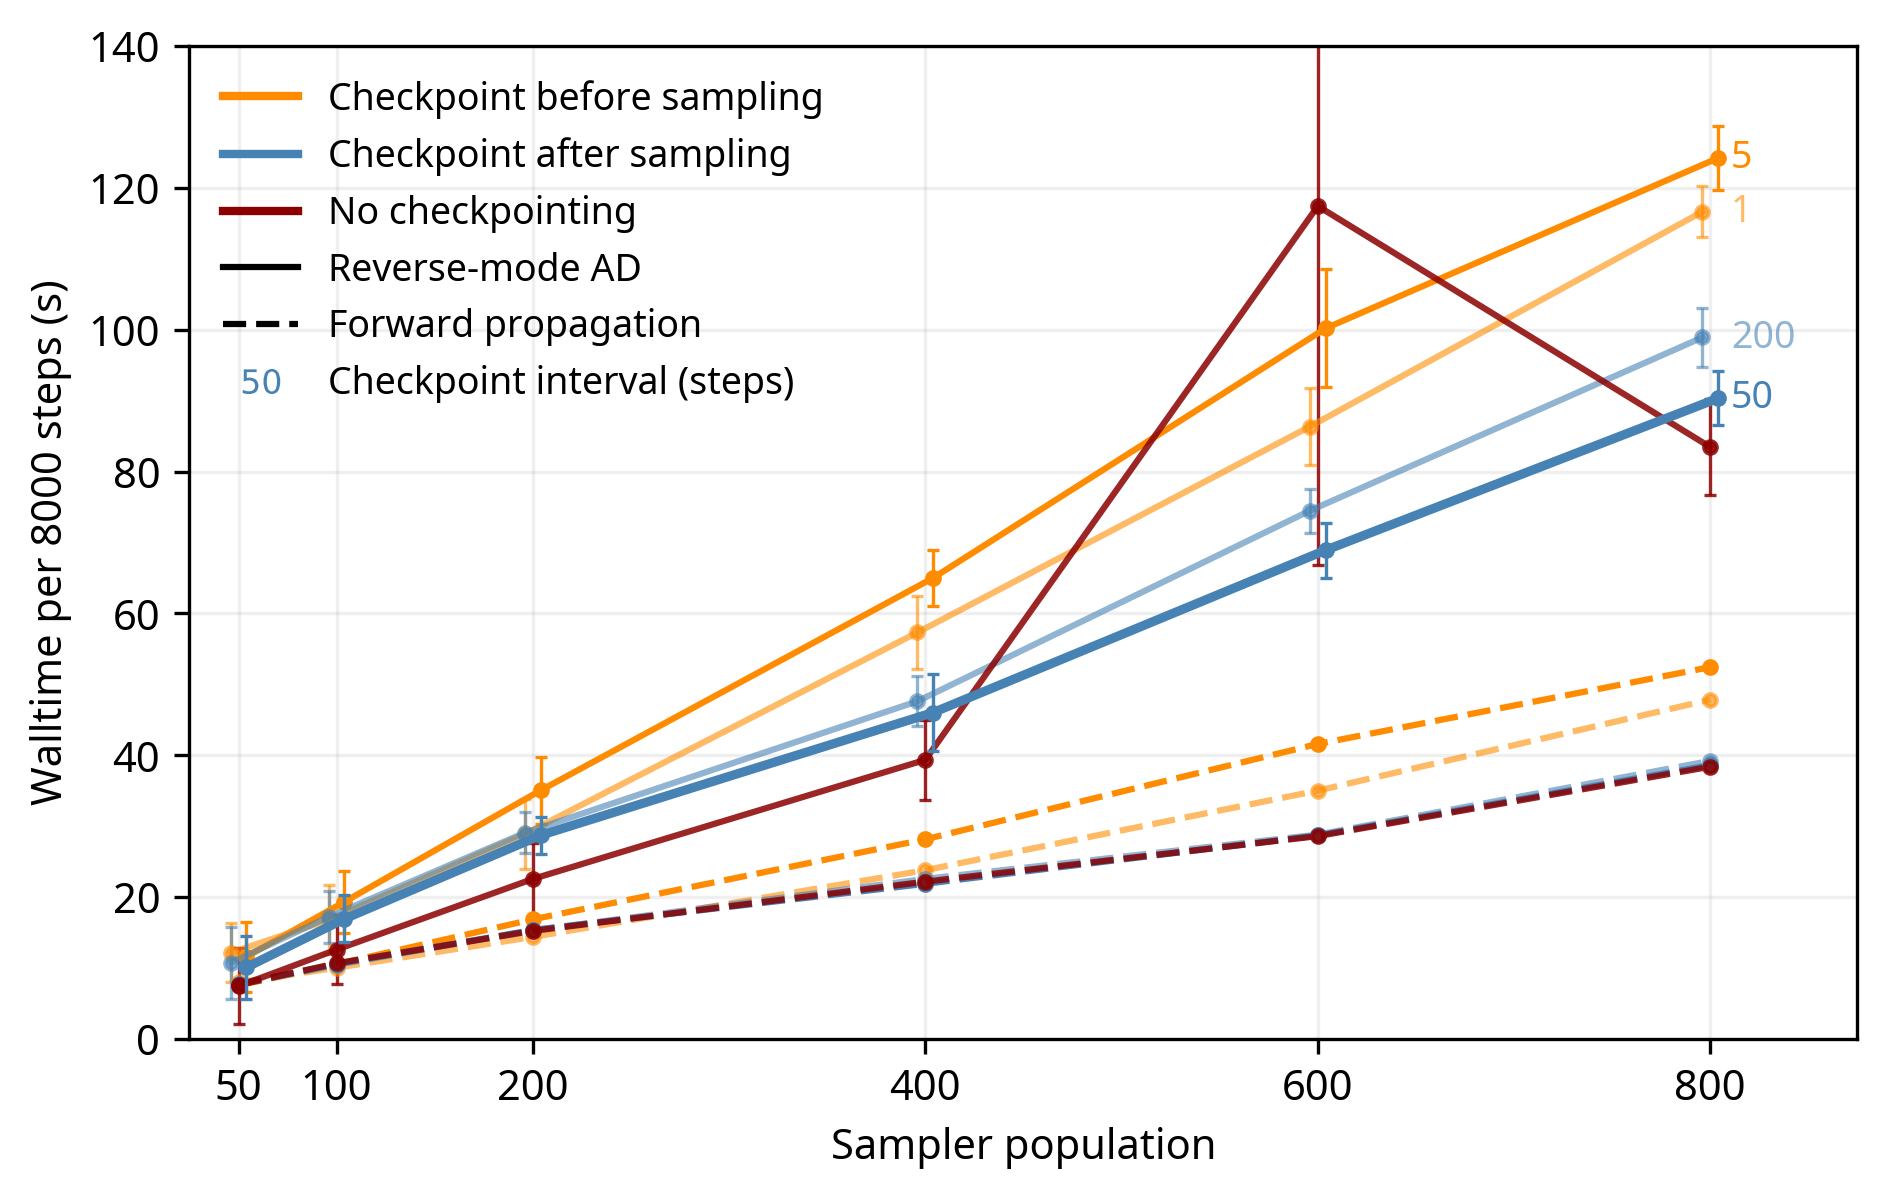 140
120
100
80
60
40
20
0
Walltime per 8000 steps (s)
Checkpoint before sampling
Checkpoint after sampling
No checkpointing
Reverse-mode AD
Forward propagation
50 Checkpoint interval (steps)
5
1
200
50
50 100 200 400 600 800
Sampler population